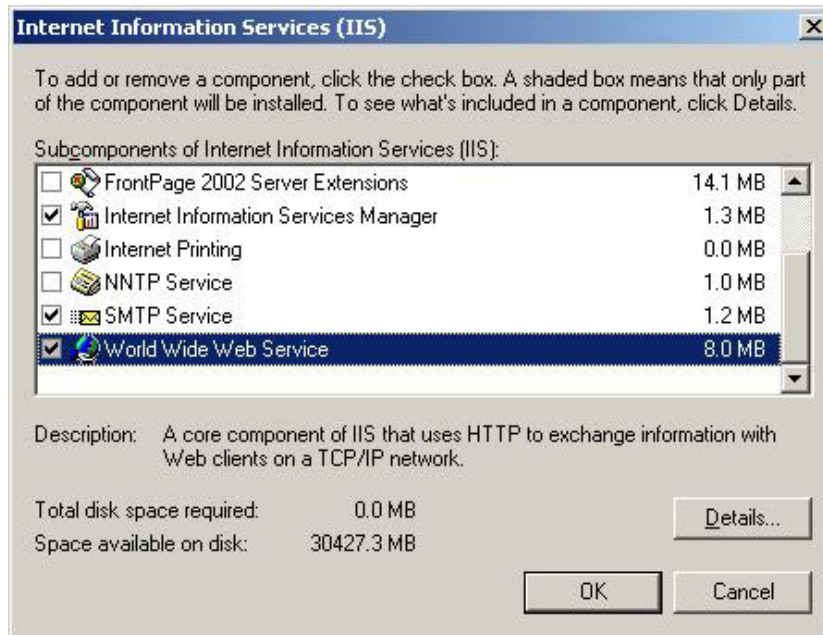 Internet Information Services (IIS)
To add or remove a component, click the check box. A shaded box means that only part
of the component will be installed. To see what's included in a component, click Details.
Subcomponents of Internet Information Services (IIS):
FrontPage 2002 Server Extensions 14.1 MB
Internet Information Services Manager 1.3 MB
Internet Printing 0.0 MB
NNTP Service 1.0 MB
SMTP Service 1.2 MB
World Wide Web Service 8.0 MB
Description: A core component of IIS that uses HTTP to exchange information with
Web clients on a TCP/IP network.
Total disk space required: 0.0 MB
Details...
Space available on disk: 30427.3 MB
OK Cancel